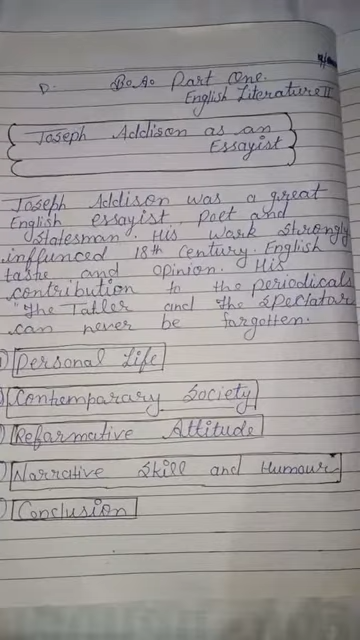 B.A. Part One.
English Literature II
Joseph Addison as an
Essayist
Joseph Addison was a great
English essayist, Poet and
Statesman. His work strongly
influnced 18th Century. English
taste and opinion. His
contribution to the periodicals
"The Tatler and the Spectator
can never be forgotten.
Personal Life
Contemparary Society
Reformative Attitude
Narrative Skill and Humour
Conclusion